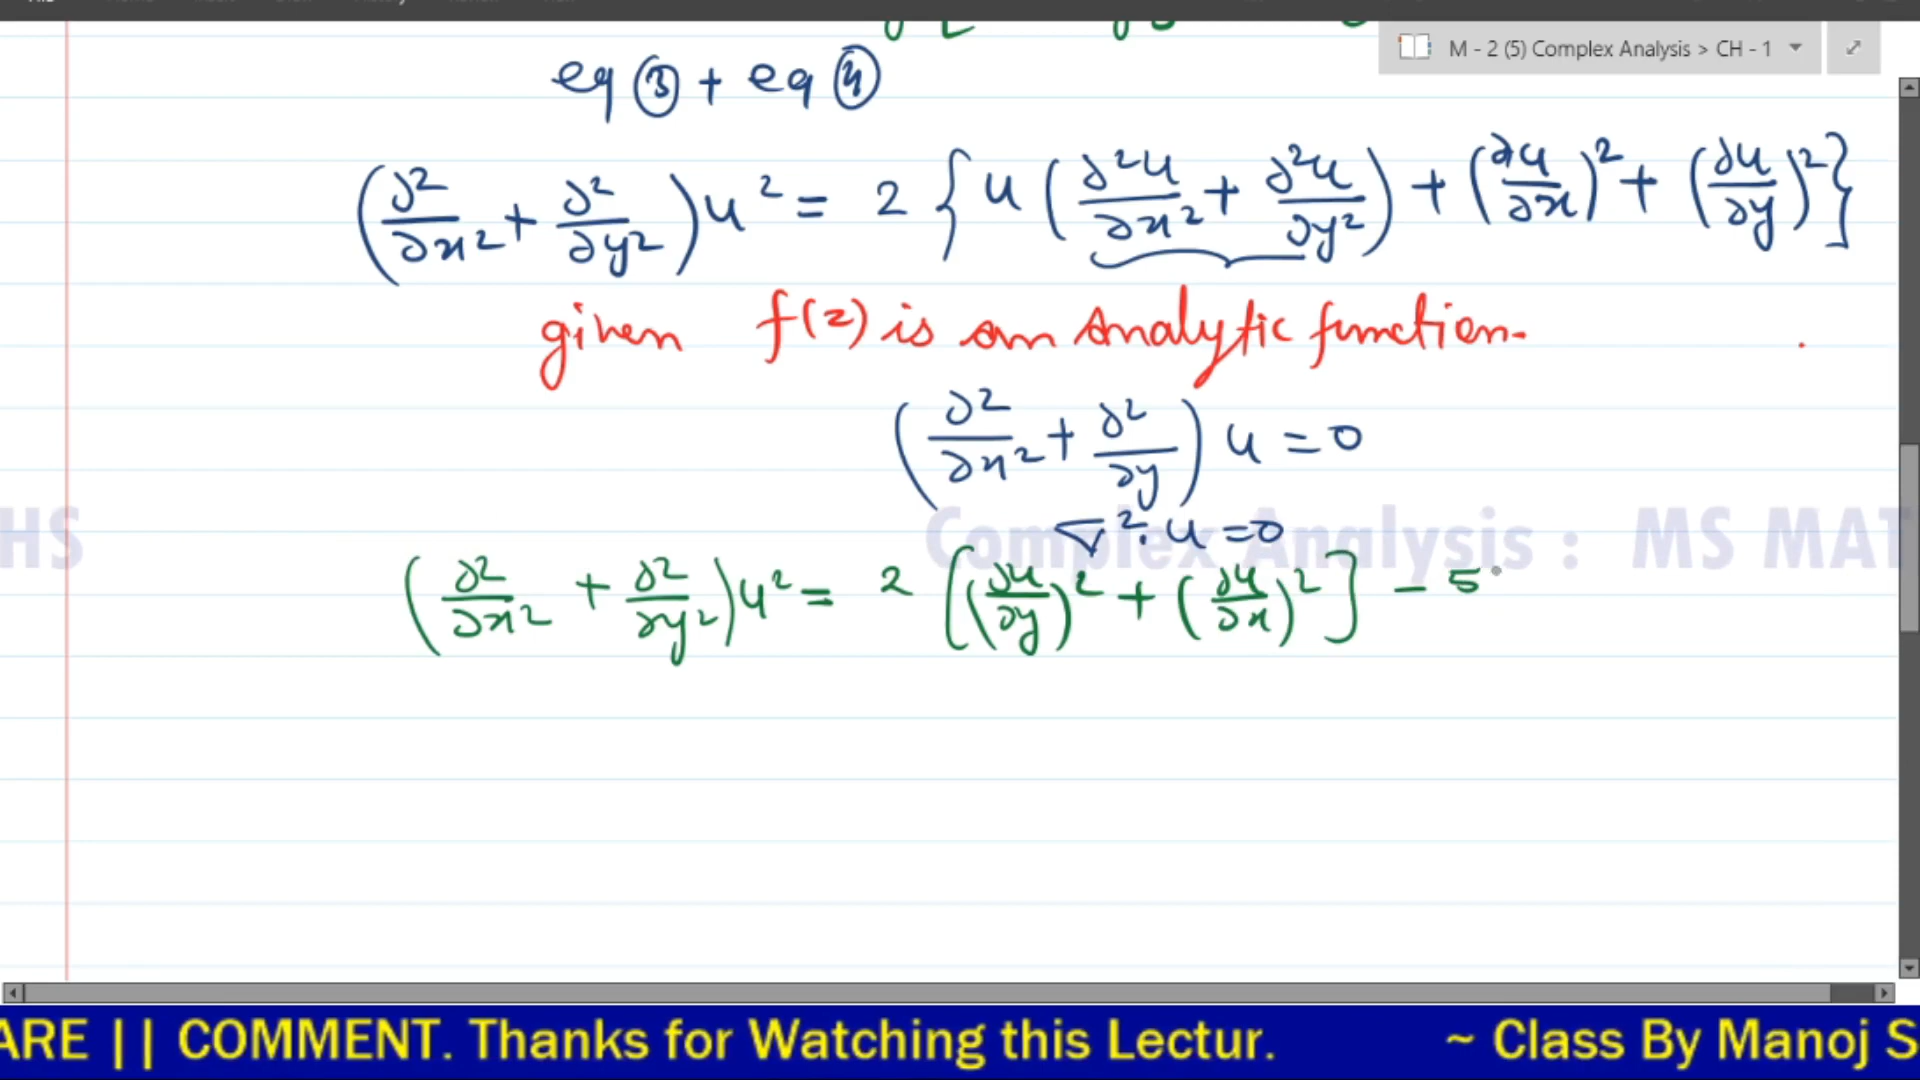 M - 2 (5) Complex Analysis > CH - 1
eq ③ + eq ④
(∂²/∂x² + ∂²/∂y²) u² = 2 { u (∂²u/∂x² + ∂²u/∂y²) + (∂u/∂x)² + (∂u/∂y)² }
given f(z) is an Analytic function.
(∂²/∂x² + ∂²/∂y) u = 0
HS Complex Analysis : MS MAT
∇². u = 0
(∂²/∂x² + ∂²/∂y²) u² = 2 [(∂u/∂y)² + (∂u/∂x)²] — 5
ARE || COMMENT. Thanks for Watching this Lectur. ~ Class By Manoj S